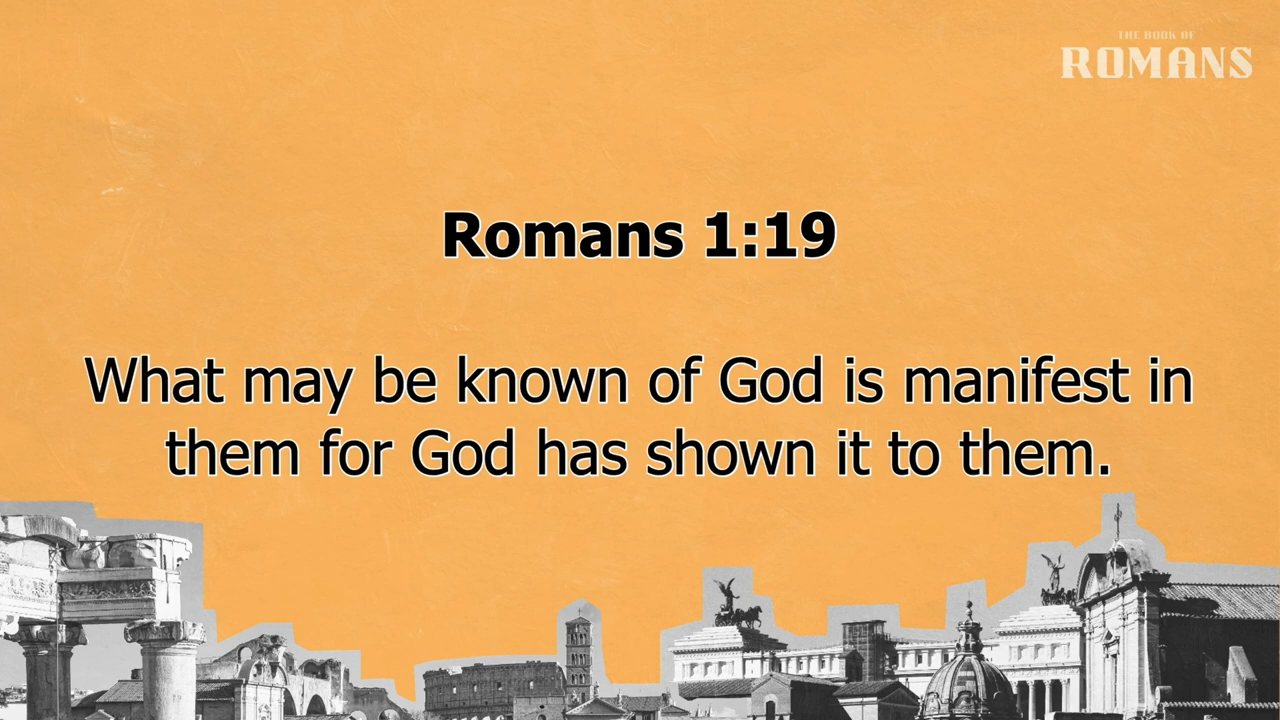 THE BOOK OF
ROMANS
Romans 1:19
What may be known of God is manifest in
them for God has shown it to them.